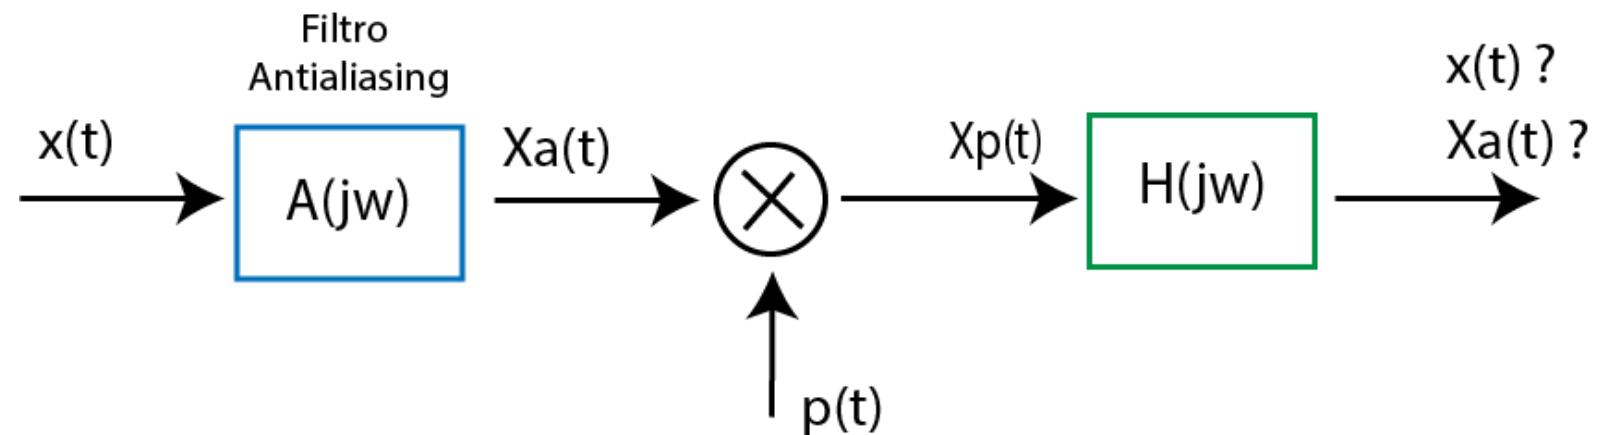 Filtro
Antialiasing
x(t)
A(jw)
Xa(t)
Xp(t)
H(jw)
x(t) ?
Xa(t) ?
p(t)